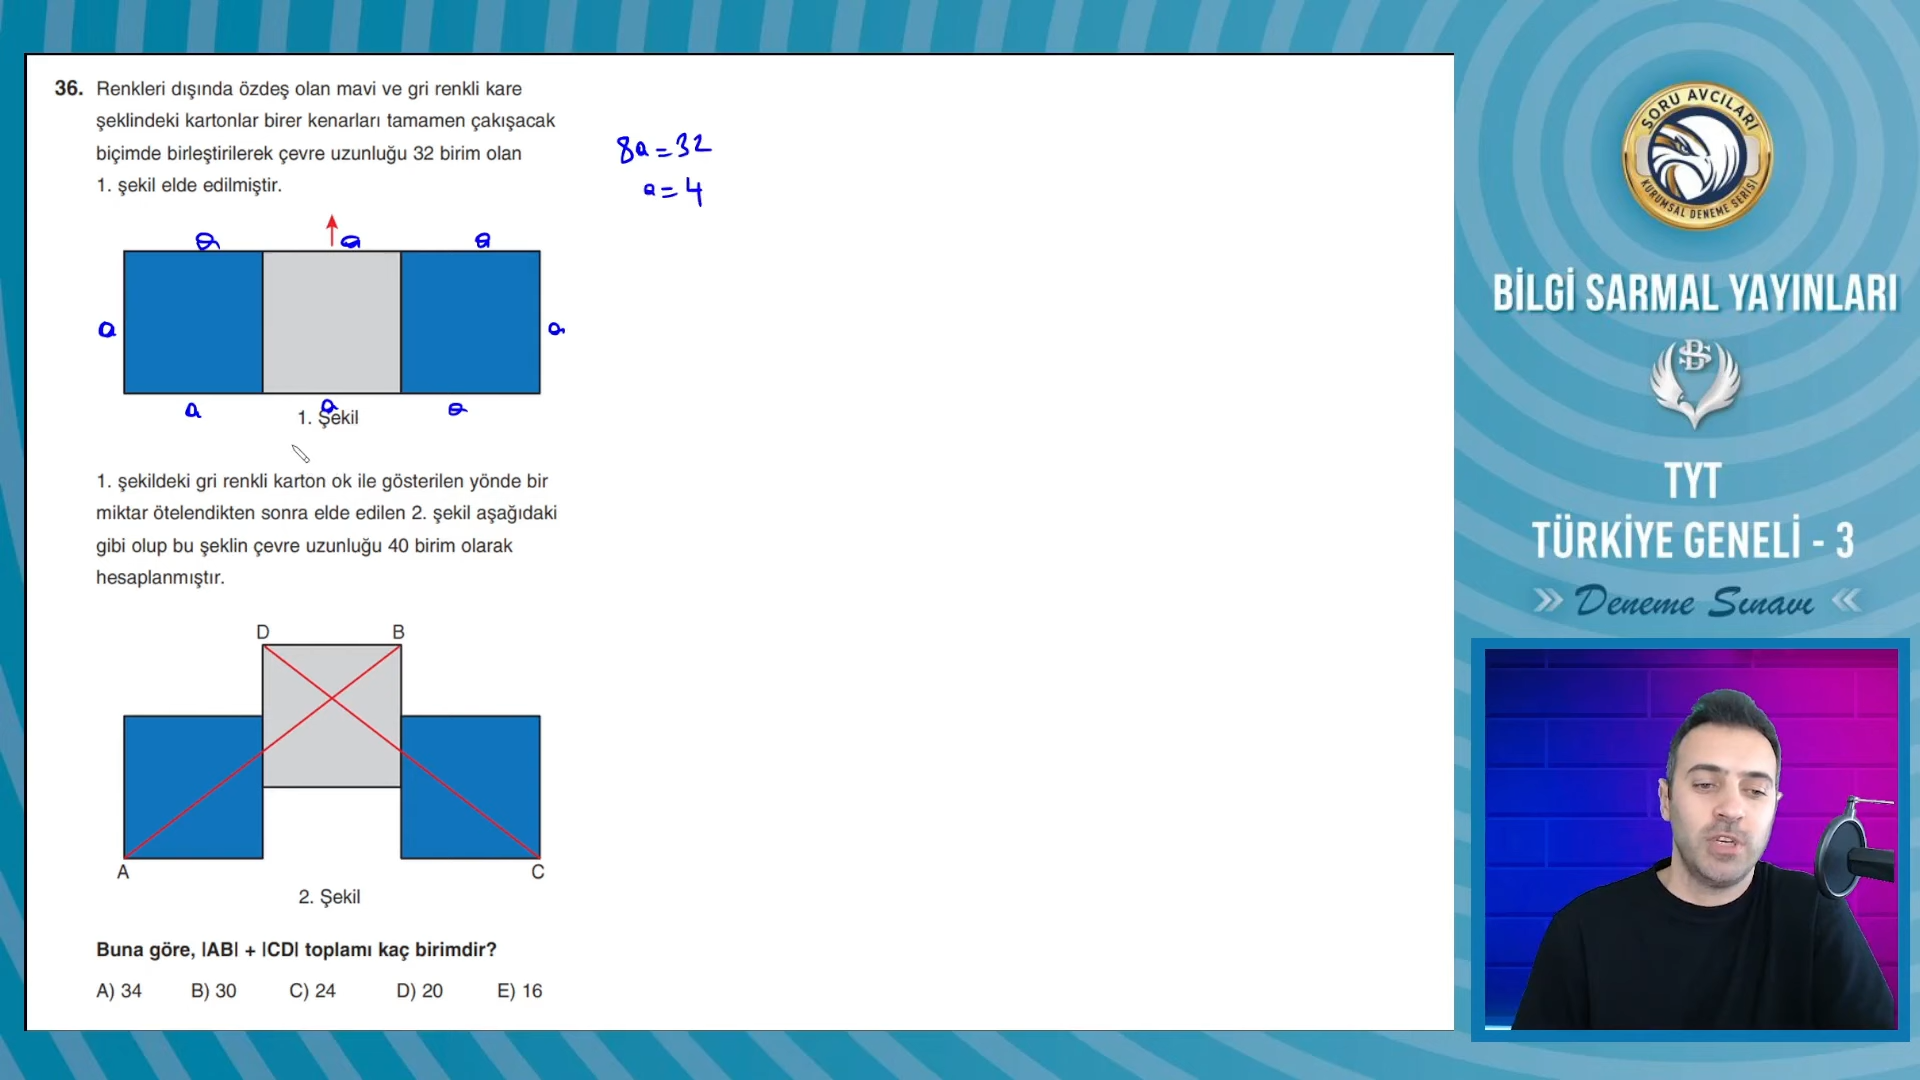 36. Renkleri dışında özdeş olan mavi ve gri renkli kare
şeklindeki kartonlar birer kenarları tamamen çakışacak
biçimde birleştirilerek çevre uzunluğu 32 birim olan
1. şekil elde edilmiştir.
8a = 32
a = 4
a a a
a a
a a a
1. Şekil
1. şekildeki gri renkli karton ok ile gösterilen yönde bir
miktar ötelendikten sonra elde edilen 2. şekil aşağıdaki
gibi olup bu şeklin çevre uzunluğu 40 birim olarak
hesaplanmıştır.
D B
A C
2. Şekil
Buna göre, |AB| + |CD| toplamı kaç birimdir?
A) 34 B) 30 C) 24 D) 20 E) 16
SORU AVCILARI
KURUMSAL DENEME SERİSİ
BİLGİ SARMAL YAYINLARI
BS
TYT
TÜRKİYE GENELİ - 3
Deneme Sınavı